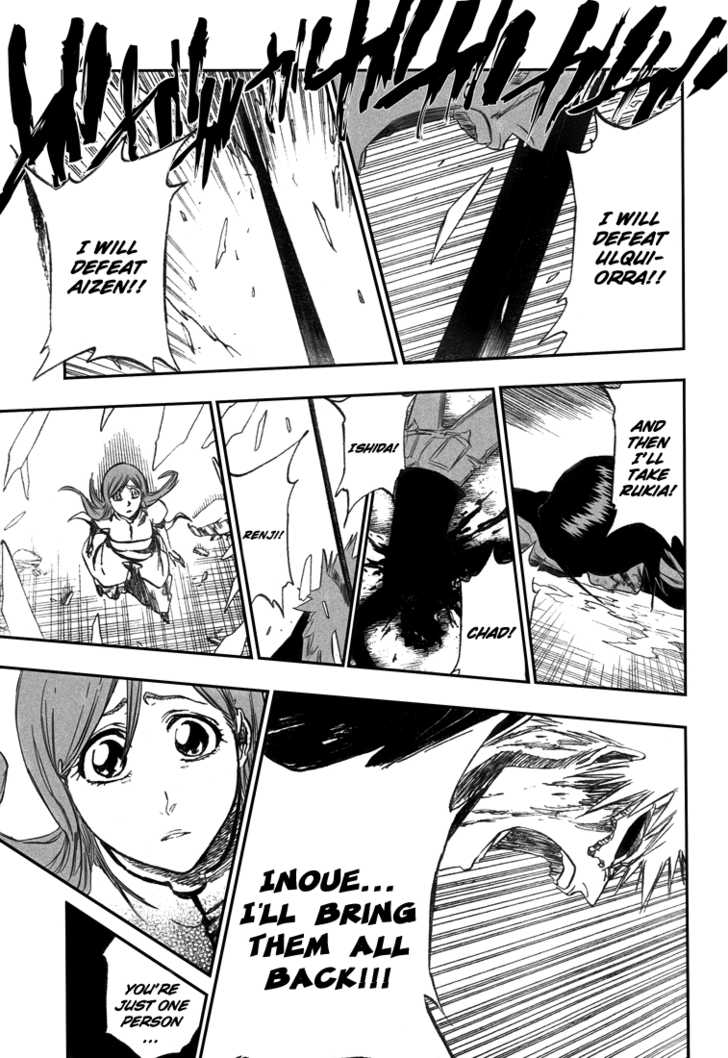 I WILL
DEFEAT
ULQUI-
ORRA!!
I WILL
DEFEAT
AIZEN!!
AND
THEN
I'LL
TAKE
RUKIA!
ISHIDA!
CHAD!
RENJI!
INOUE...
I'LL BRING
THEM ALL
BACK!!!
YOU'RE
JUST ONE
PERSON
...